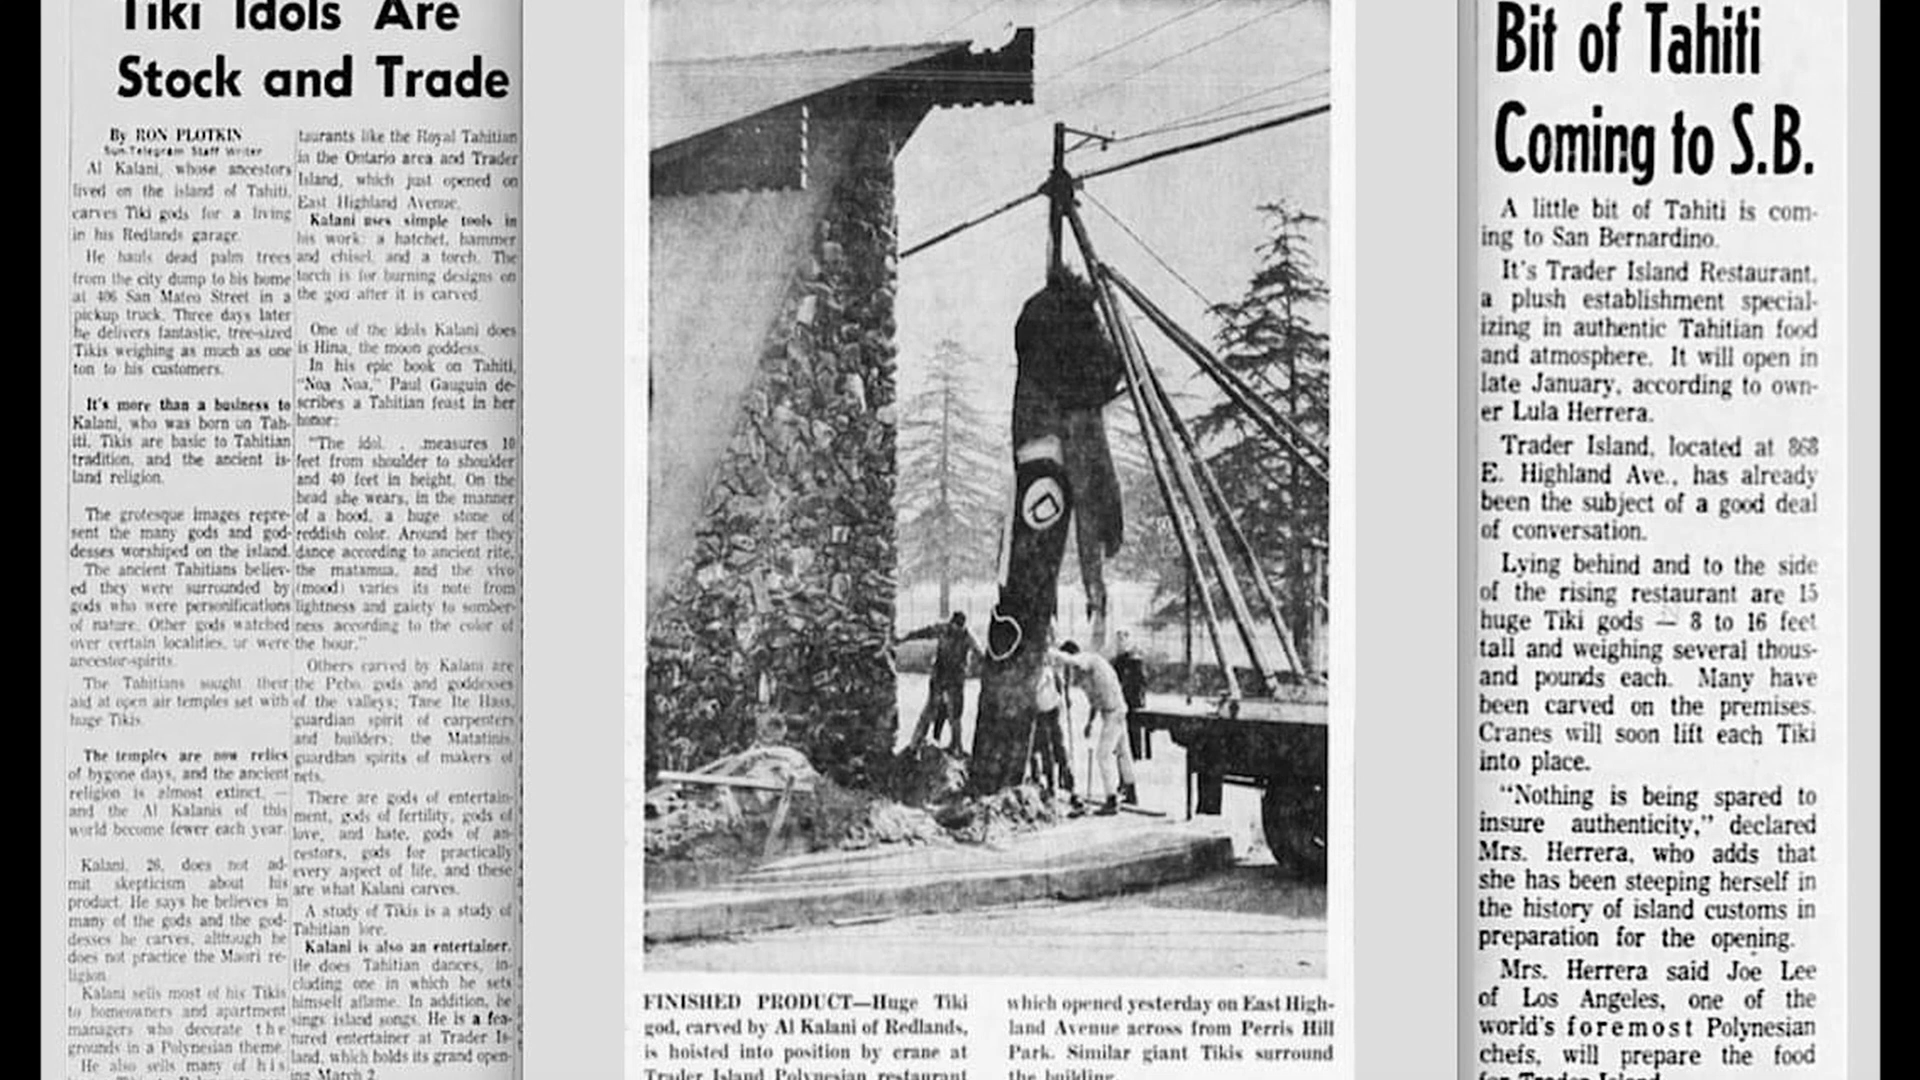 Tiki Idols Are
Stock and Trade
By RON PLOTKIN
Sun-Telegram Staff Writer
Al Kalani, whose ancestors
lived on the island of Tahiti,
carves Tiki gods for a living
in his Redlands garage.
He hauls dead palm trees
from the city dump to his home
at 406 San Mateo Street in a
pickup truck. Three days later
he delivers fantastic, tree-sized
Tikis weighing as much as one
ton to his customers.
It's more than a business to
Kalani, who was born on Tah-
iti. Tikis are basic to Tahitian
tradition, and the ancient is-
land religion.
The grotesque images repre-
sent the many gods and god-
desses worshiped on the island.
The ancient Tahitians believ-
ed they were surrounded by
gods who were personifications
of nature. Other gods watched
over certain localities, or were
ancestor-spirits.
The Tahitians sought their
aid at open air temples set with
huge Tikis.
The temples are now relics
of bygone days, and the ancient
religion is almost extinct, —
and the Al Kalanis of this
world become fewer each year.
Kalani, 26, does not ad-
mit skepticism about his
product. He says he believes in
many of the gods and the god-
desses he carves, although he
does not practice the Maori re-
ligion.
Kalani sells most of his Tikis
to homeowners and apartment
managers who decorate the
grounds in a Polynesian theme.
He also sells many of his
taurants like the Royal Tahitian
in the Ontario area and Trader
Island, which just opened on
East Highland Avenue.
Kalani uses simple tools in
his work: a hatchet, hammer
and chisel, and a torch. The
torch is for burning designs on
the god after it is carved.
One of the idols Kalani does
is Hina, the moon goddess.
In his epic book on Tahiti,
"Noa Noa," Paul Gauguin de-
scribes a Tahitian feast in her
honor:
"The idol . . .measures 10
feet from shoulder to shoulder
and 40 feet in height. On the
head she wears, in the manner
of a hood, a huge stone of
reddish color. Around her they
dance according to ancient rite,
the matamua, and the vivo
(mood) varies its note from
lightness and gaiety to somber-
ness according to the color of
the hour."
Others carved by Kalani are
the Peho, gods and goddesses
of the valleys; Tane Ite Hass,
guardian spirit of carpenters
and builders; the Matatinis,
guardian spirits of makers of
nets.
There are gods of entertain-
ment, gods of fertility, gods of
love, and hate, gods of an-
cestors, gods for practically
every aspect of life, and these
are what Kalani carves.
A study of Tikis is a study of
Tahitian lore.
Kalani is also an entertainer.
He does Tahitian dances, in-
cluding one in which he sets
himself aflame. In addition, he
sings island songs. He is a fea-
tured entertainer at Trader Is-
land, which holds its grand open-
ing March 2.
FINISHED PRODUCT—Huge Tiki
god, carved by Al Kalani of Redlands,
is hoisted into position by crane at
Trader Island Polynesian restaurant
which opened yesterday on East High-
land Avenue across from Perris Hill
Park. Similar giant Tikis surround
the building.
Bit of Tahiti
Coming to S.B.
A little bit of Tahiti is com-
ing to San Bernardino.
It's Trader Island Restaurant,
a plush establishment special-
izing in authentic Tahitian food
and atmosphere. It will open in
late January, according to own-
er Lula Herrera.
Trader Island, located at 868
E. Highland Ave., has already
been the subject of a good deal
of conversation.
Lying behind and to the side
of the rising restaurant are 15
huge Tiki gods — 8 to 16 feet
tall and weighing several thous-
and pounds each. Many have
been carved on the premises.
Cranes will soon lift each Tiki
into place.
"Nothing is being spared to
insure authenticity," declared
Mrs. Herrera, who adds that
she has been steeping herself in
the history of island customs in
preparation for the opening.
Mrs. Herrera said Joe Lee
of Los Angeles, one of the
world's foremost Polynesian
chefs, will prepare the food
for Trader Island.